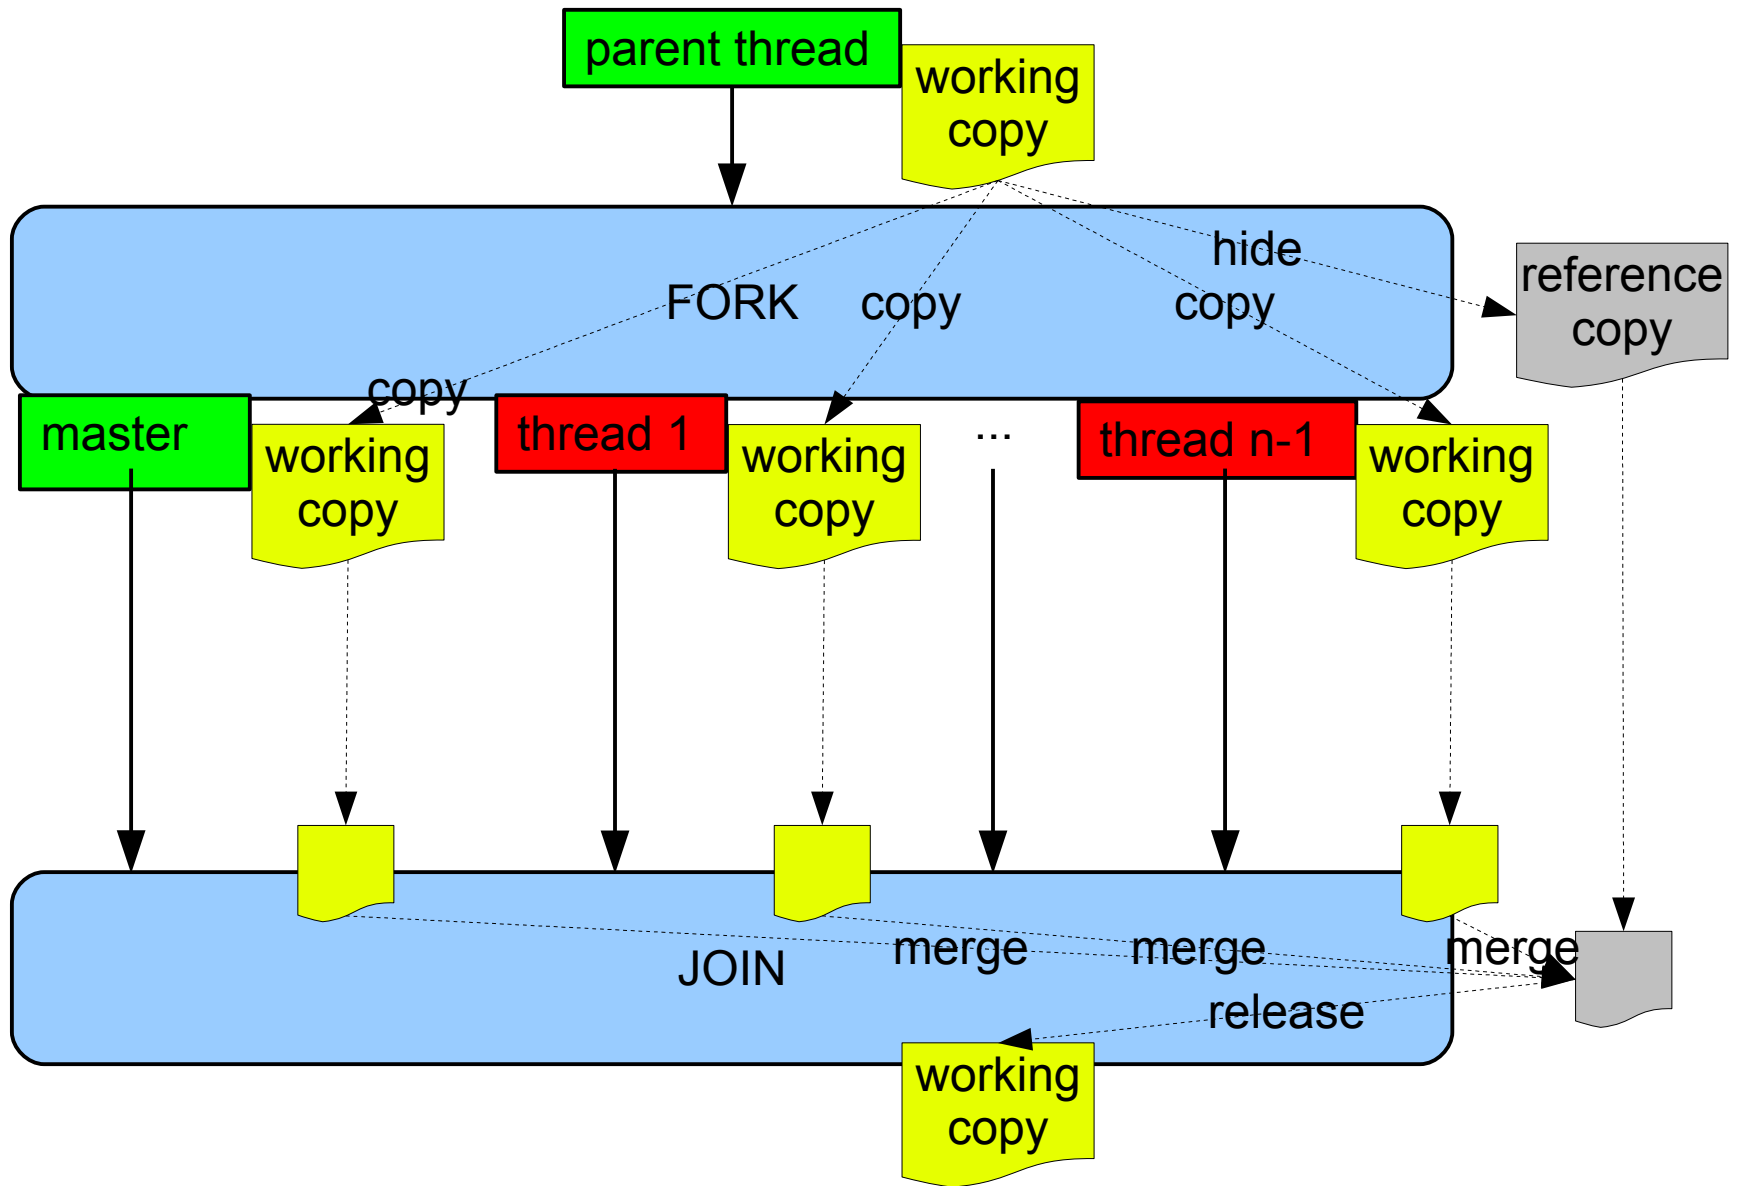 parent thread
working
copy
hide
reference
copy
FORK
copy
copy
copy
master
working
copy
thread 1
working
copy
...
thread n-1
working
copy
merge
merge
merge
JOIN
release
working
copy